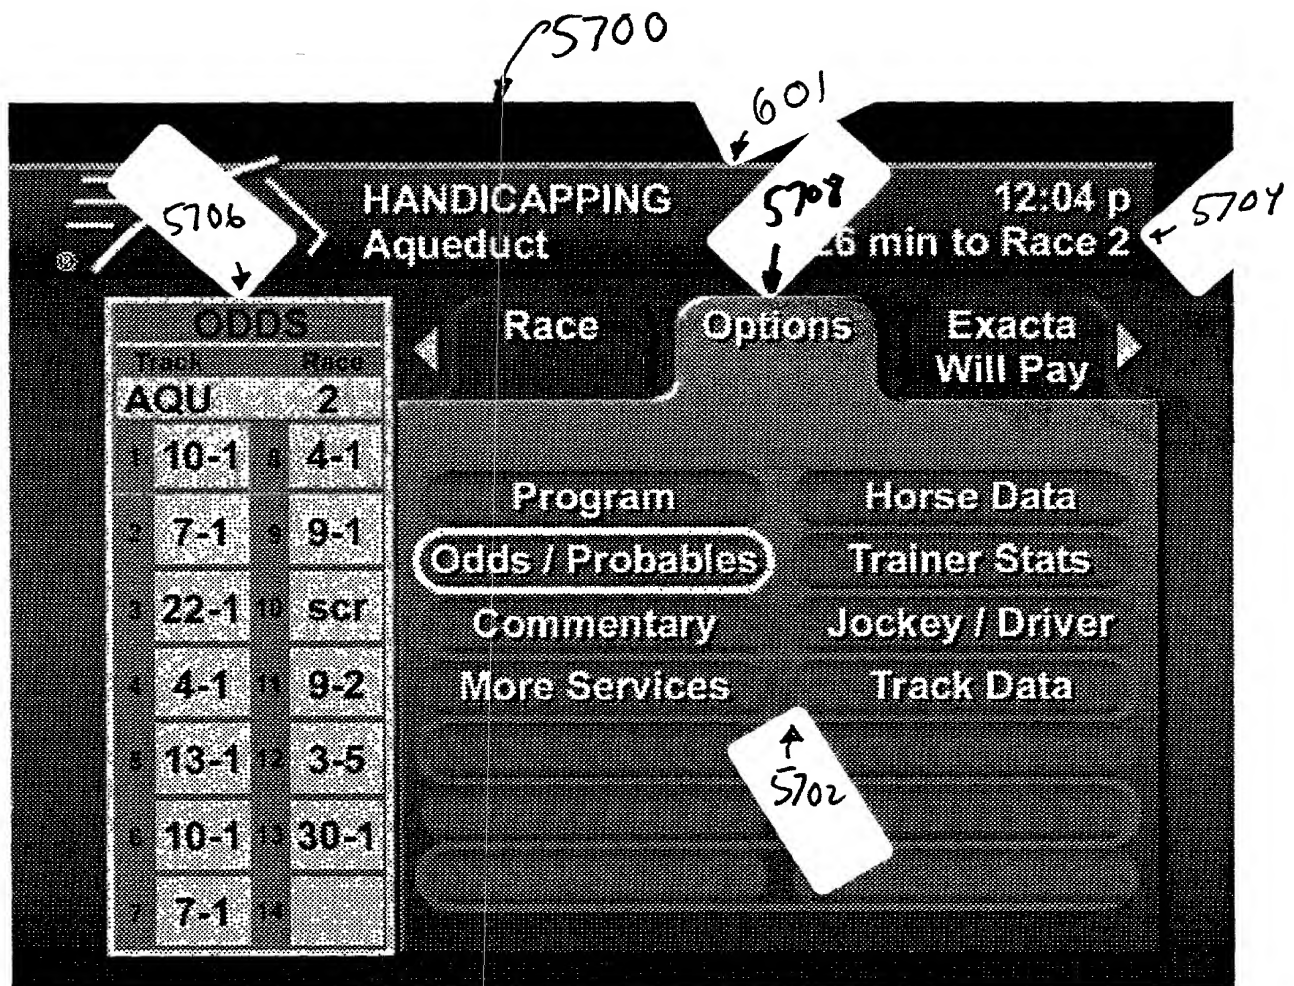 5700
601
5706
5708
5704
HANDICAPPING
Aqueduct
12:04 p
26 min to Race 2
®
ODDS
Track Race
AQU 2
1 10-1 8 4-1
2 7-1 9 9-1
3 22-1 10 scr
4 4-1 11 9-2
5 13-1 12 3-5
6 10-1 13 30-1
7 7-1 14
Race
Options
Exacta
Will Pay
Program
Horse Data
Odds / Probables
Trainer Stats
Commentary
Jockey / Driver
More Services
Track Data
5702